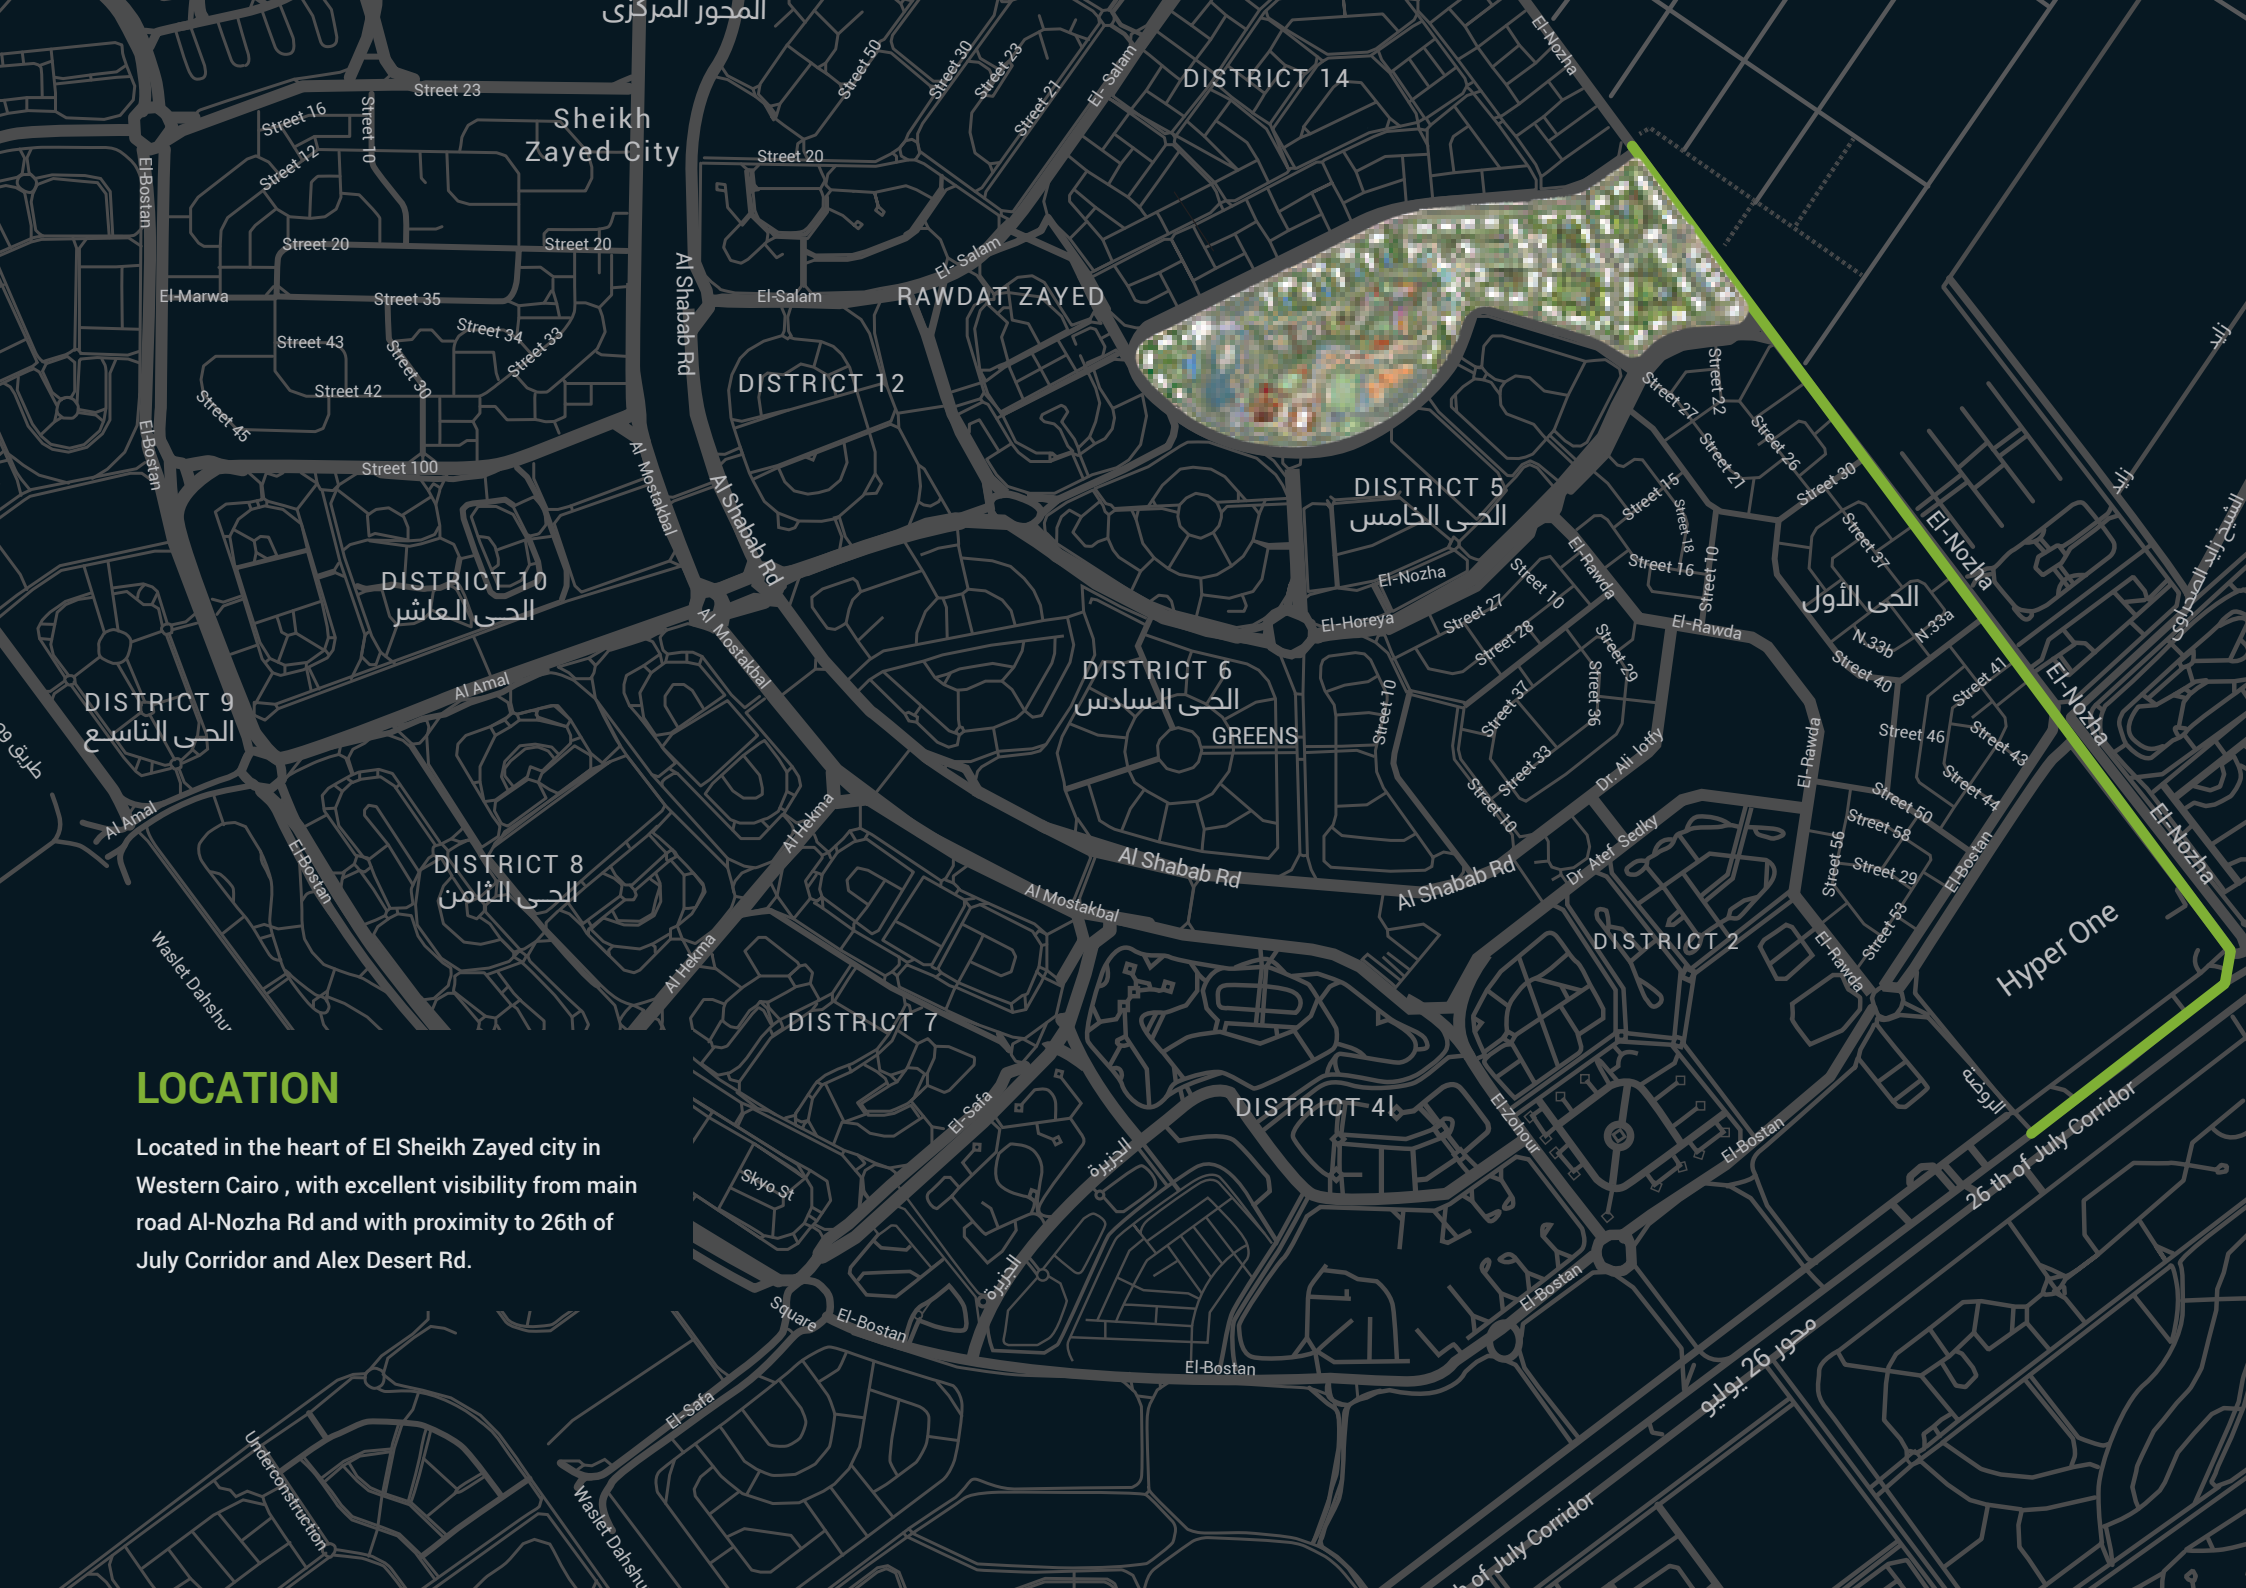 المحور المركزى
El-Nozha
Street 50
Street 30
Street 23
Street 21
El- Salam
DISTRICT 14
Street 23
Street 16
Street 10
Street 12
Sheikh
Zayed City
Street 20
El-Bostan
Street 20
Street 20
El- Salam
Al Shabab Rd
El-Marwa
Street 35
El-Salam
RAWDAT ZAYED
Street 43
Street 34
Street 33
Street 30
Street 42
Street 45
DISTRICT 12
زايد
Street 22
Street 27
Street 26
Street 21
Street 30
El-Bostan
Street 100
Al Mostakbal
Al Shabab Rd
DISTRICT 5
الحى الخامس
Street 15
Street 18
Street 16
Street 10
Street 37
El-Nozha
زايد
DISTRICT 10
الحى العاشر
El-Nozha
El-Rawda
Street 10
Street 27
Street 28
El-Horeya
El-Rawda
الحى الأول
N.33a
N.33b
Street 40
Street 41
El-Nozha
Al Mostakbal
Al Amal
DISTRICT 9
الحى التاسع
DISTRICT 6
الحى السادس
GREENS
Street 10
Street 29
Street 36
Street 37
Street 33
Street 10
Dr. Ali lotfy
El-Rawda
Street 46
Street 43
Street 44
Street 50
Street 58
Street 56
Street 29
Street 53
El-Bostan
El-Nozha
Al Amal
El-Bostan
DISTRICT 8
الحى الثامن
Al Hekma
Al Shabab Rd
Al Mostakbal
Al Shabab Rd
Dr Atef Sedky
DISTRICT 2
El-Rawda
Hyper One
Waslet Dahshur
Al Hekma
DISTRICT 7
El-Safa
DISTRICT 4
El-Zohour
El-Bostan
الروضة
26 th of July Corridor
LOCATION
Located in the heart of El Sheikh Zayed city in
Western Cairo , with excellent visibility from main
road Al-Nozha Rd and with proximity to 26th of
July Corridor and Alex Desert Rd.
Skyo St
الجزيرة
الجزيرة
Square
El-Bostan
El-Bostan
El-Bostan
محور 26 يوليو
El-Safa
Underconstruction
Waslet Dahshu
of July Corridor